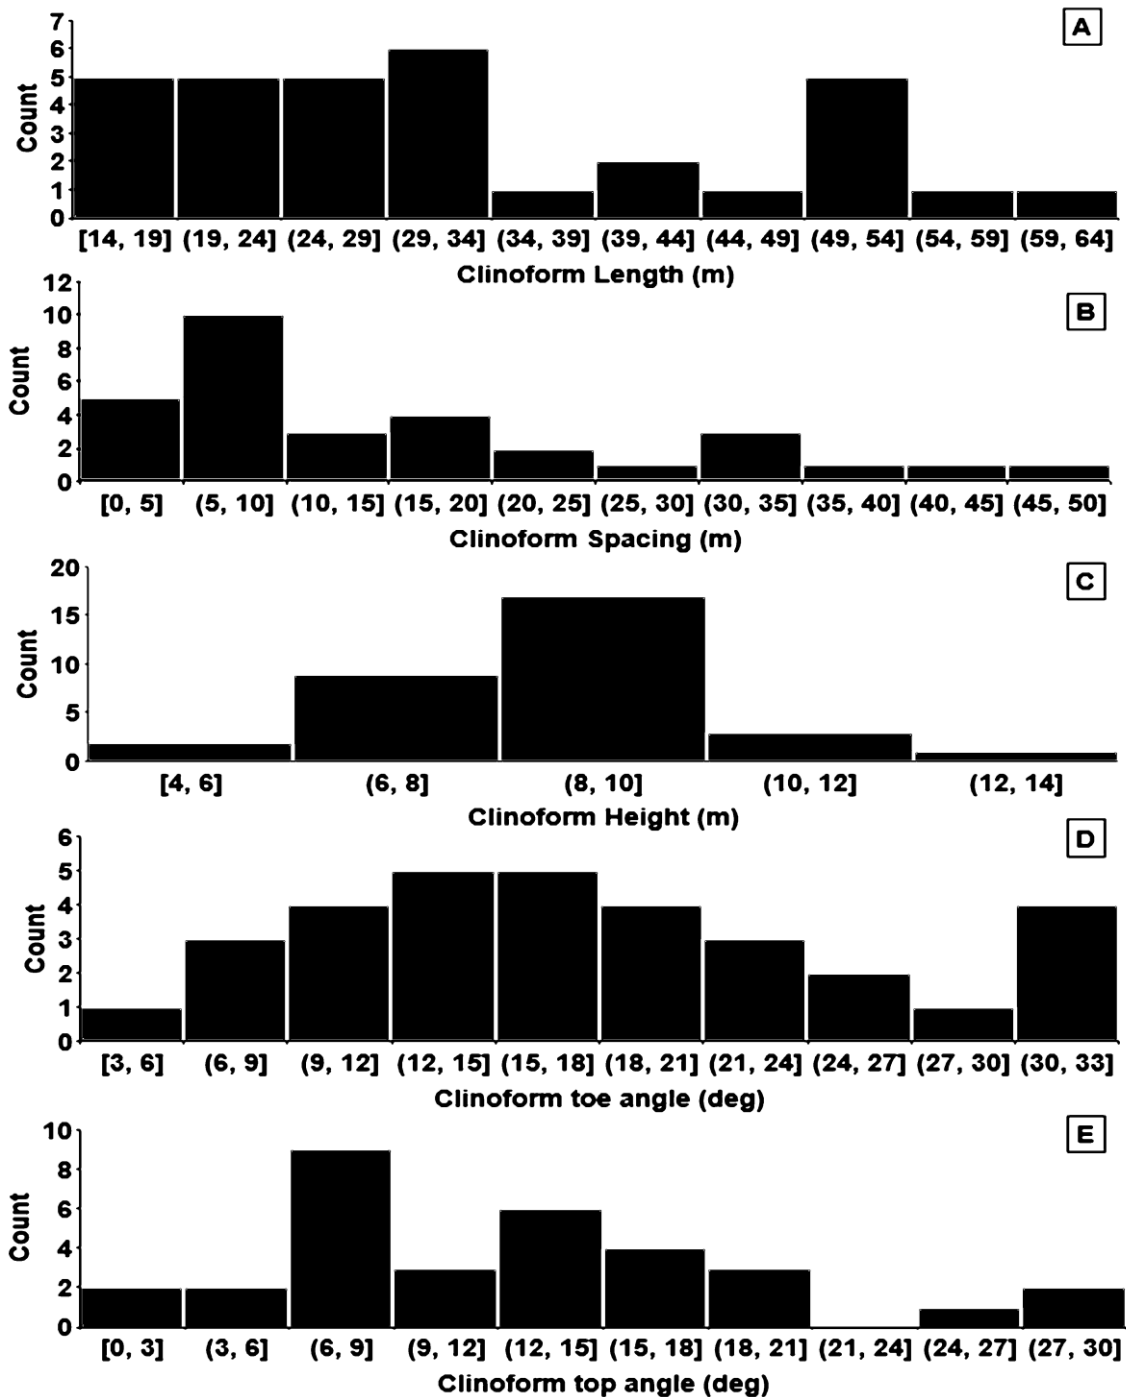 A
7
6
5
4
3
2
1
0
Count
[14, 19] (19, 24] (24, 29] (29, 34] (34, 39] (39, 44] (44, 49] (49, 54] (54, 59] (59, 64]
Clinoform Length (m)
B
12
10
8
6
4
2
0
Count
[0, 5] (5, 10] (10, 15] (15, 20] (20, 25] (25, 30] (30, 35] (35, 40] (40, 45] (45, 50]
Clinoform Spacing (m)
C
20
15
10
5
0
Count
[4, 6] (6, 8] (8, 10] (10, 12] (12, 14]
Clinoform Height (m)
D
6
5
4
3
2
1
0
Count
[3, 6] (6, 9] (9, 12] (12, 15] (15, 18] (18, 21] (21, 24] (24, 27] (27, 30] (30, 33]
Clinoform toe angle (deg)
E
10
8
6
4
2
0
Count
[0, 3] (3, 6] (6, 9] (9, 12] (12, 15] (15, 18] (18, 21] (21, 24] (24, 27] (27, 30]
Clinoform top angle (deg)